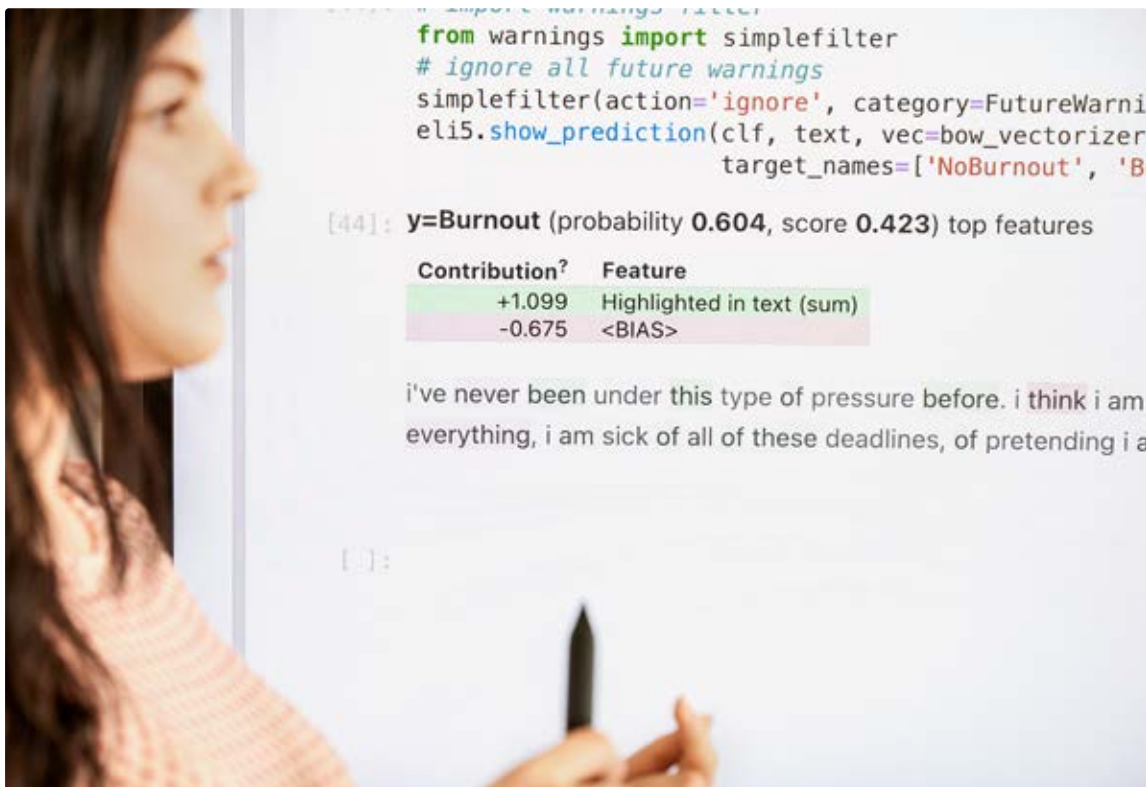 # import warnings filter
from warnings import simplefilter
# ignore all future warnings
simplefilter(action='ignore', category=FutureWarni
eli5.show_prediction(clf, text, vec=bow_vectorizer
target_names=['NoBurnout', 'B
[44]: y=Burnout (probability 0.604, score 0.423) top features
Contribution? Feature
+1.099 Highlighted in text (sum)
-0.675 <BIAS>
i've never been under this type of pressure before. i think i am
everything, i am sick of all of these deadlines, of pretending i a
[ ]: